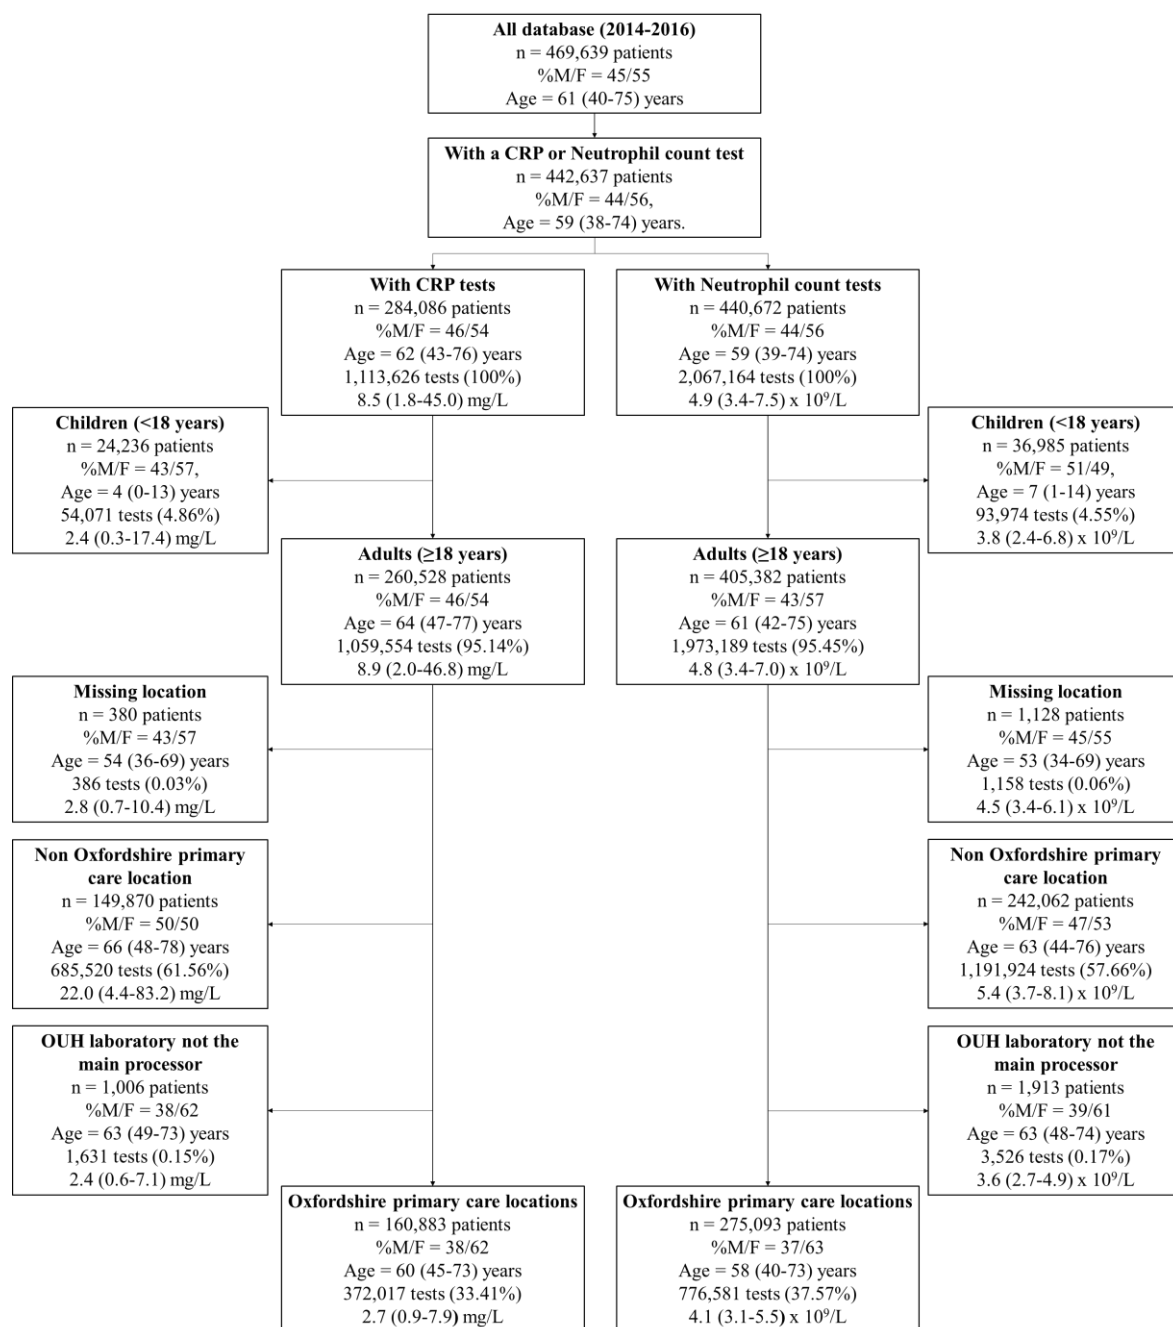 All database (2014-2016)
n = 469,639 patients
%M/F = 45/55
Age = 61 (40-75) years
With a CRP or Neutrophil count test
n = 442,637 patients
%M/F = 44/56,
Age = 59 (38-74) years.
With CRP tests
n = 284,086 patients
%M/F = 46/54
Age = 62 (43-76) years
1,113,626 tests (100%)
8.5 (1.8-45.0) mg/L
With Neutrophil count tests
n = 440,672 patients
%M/F = 44/56
Age = 59 (39-74) years
2,067,164 tests (100%)
4.9 (3.4-7.5) x 10⁹/L
Children (<18 years)
n = 24,236 patients
%M/F = 43/57,
Age = 4 (0-13) years
54,071 tests (4.86%)
2.4 (0.3-17.4) mg/L
Children (<18 years)
n = 36,985 patients
%M/F = 51/49,
Age = 7 (1-14) years
93,974 tests (4.55%)
3.8 (2.4-6.8) x 10⁹/L
Adults (≥18 years)
n = 260,528 patients
%M/F = 46/54
Age = 64 (47-77) years
1,059,554 tests (95.14%)
8.9 (2.0-46.8) mg/L
Adults (≥18 years)
n = 405,382 patients
%M/F = 43/57
Age = 61 (42-75) years
1,973,189 tests (95.45%)
4.8 (3.4-7.0) x 10⁹/L
Missing location
n = 380 patients
%M/F = 43/57
Age = 54 (36-69) years
386 tests (0.03%)
2.8 (0.7-10.4) mg/L
Missing location
n = 1,128 patients
%M/F = 45/55
Age = 53 (34-69) years
1,158 tests (0.06%)
4.5 (3.4-6.1) x 10⁹/L
Non Oxfordshire primary
care location
n = 149,870 patients
%M/F = 50/50
Age = 66 (48-78) years
685,520 tests (61.56%)
22.0 (4.4-83.2) mg/L
Non Oxfordshire primary
care location
n = 242,062 patients
%M/F = 47/53
Age = 63 (44-76) years
1,191,924 tests (57.66%)
5.4 (3.7-8.1) x 10⁹/L
OUH laboratory not the
main processor
n = 1,006 patients
%M/F = 38/62
Age = 63 (49-73) years
1,631 tests (0.15%)
2.4 (0.6-7.1) mg/L
OUH laboratory not the
main processor
n = 1,913 patients
%M/F = 39/61
Age = 63 (48-74) years
3,526 tests (0.17%)
3.6 (2.7-4.9) x 10⁹/L
Oxfordshire primary care locations
n = 160,883 patients
%M/F = 38/62
Age = 60 (45-73) years
372,017 tests (33.41%)
2.7 (0.9-7.9) mg/L
Oxfordshire primary care locations
n = 275,093 patients
%M/F = 37/63
Age = 58 (40-73) years
776,581 tests (37.57%)
4.1 (3.1-5.5) x 10⁹/L